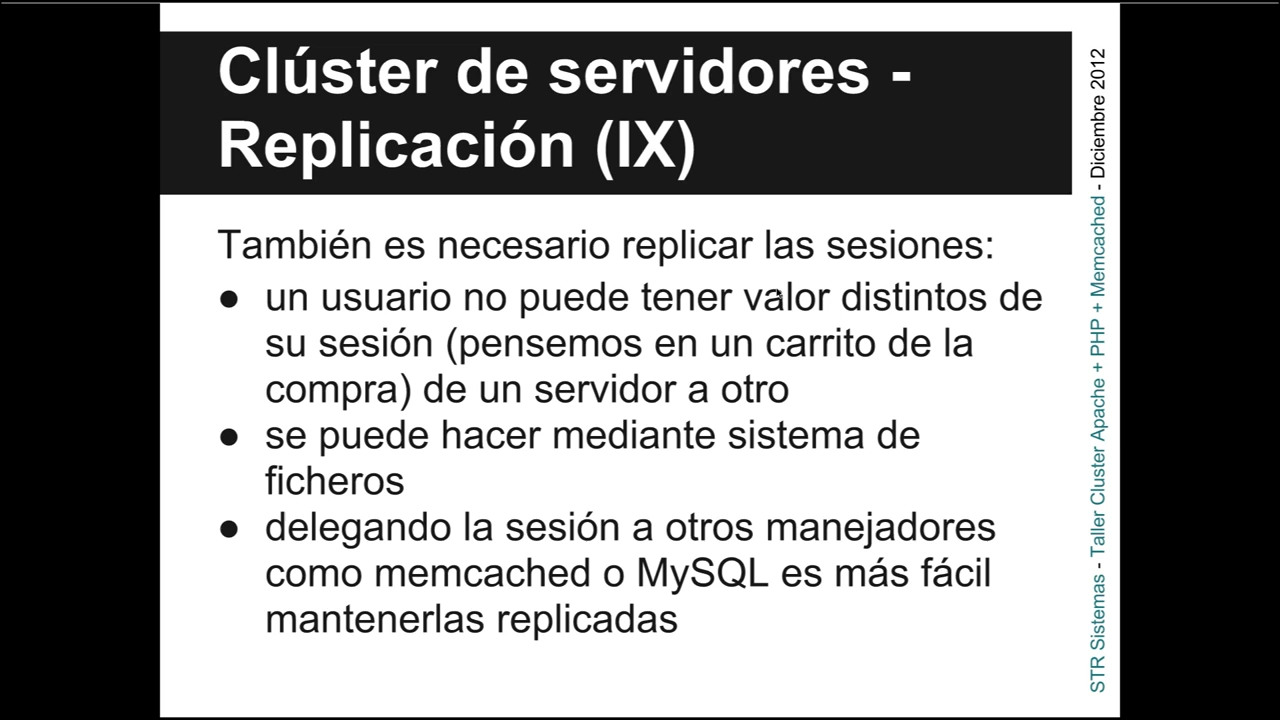 Clúster de servidores -
Replicación (IX)
También es necesario replicar las sesiones:
● un usuario no puede tener valor distintos de
su sesión (pensemos en un carrito de la
compra) de un servidor a otro
● se puede hacer mediante sistema de
ficheros
● delegando la sesión a otros manejadores
como memcached o MySQL es más fácil
mantenerlas replicadas
STR Sistemas - Taller Cluster Apache + PHP + Memcached - Diciembre 2012